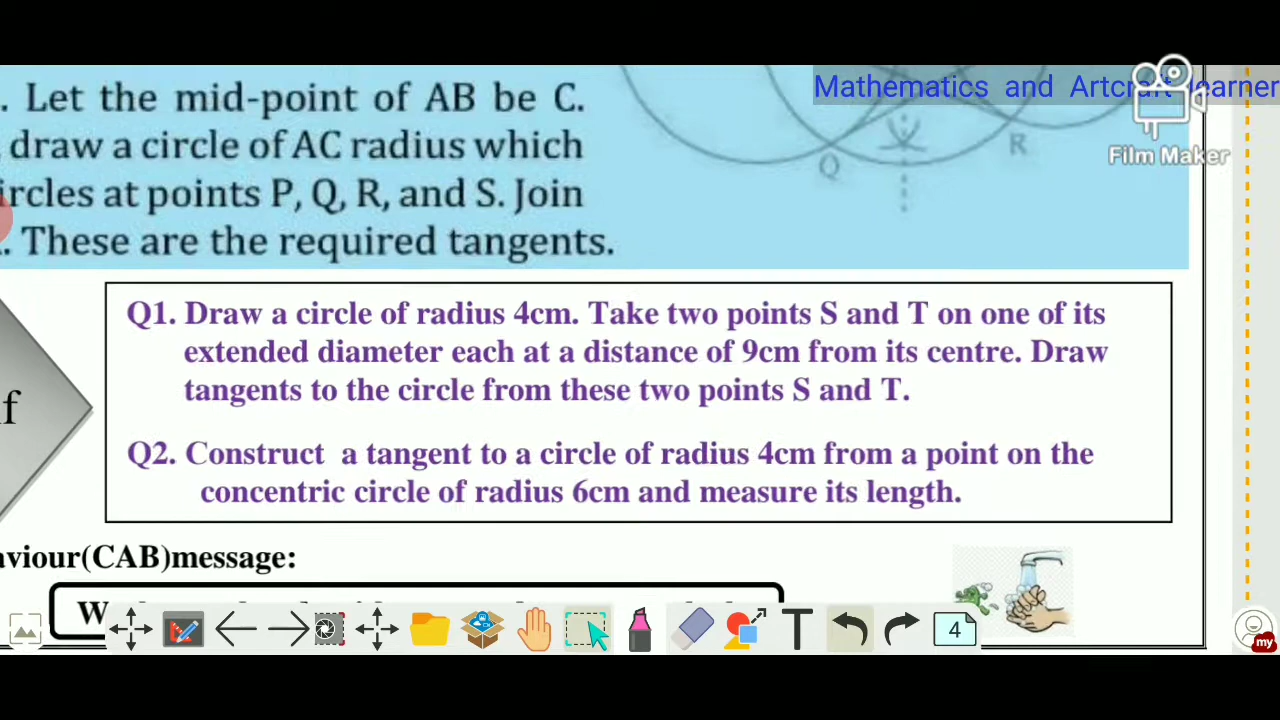 Mathematics and Artcraft learner
Film Maker
. Let the mid-point of AB be C.
draw a circle of AC radius which
ircles at points P, Q, R, and S. Join
. These are the required tangents.
Q
R
Q1. Draw a circle of radius 4cm. Take two points S and T on one of its
extended diameter each at a distance of 9cm from its centre. Draw
tangents to the circle from these two points S and T.
f
Q2. Construct a tangent to a circle of radius 4cm from a point on the
concentric circle of radius 6cm and measure its length.
aviour(CAB)message:
W
T
4
my